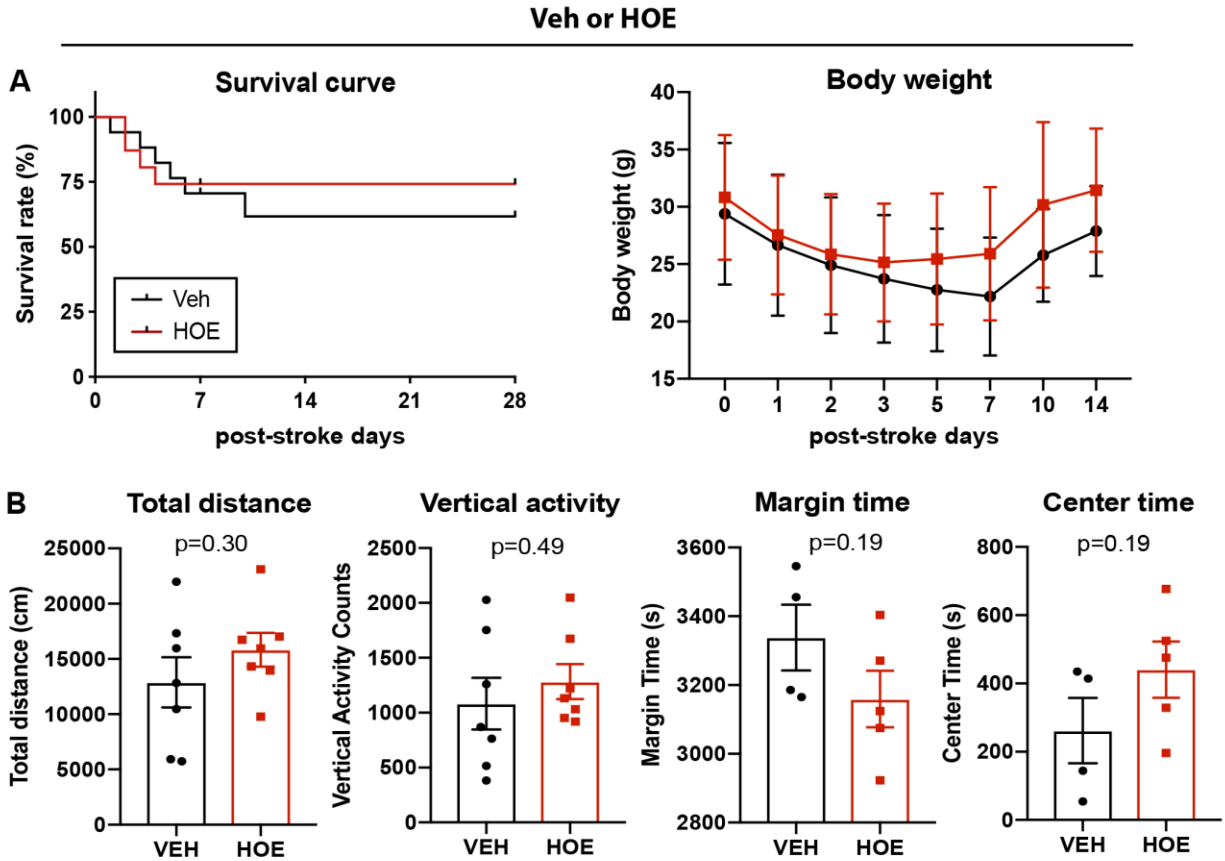 Veh or HOE
A
Survival curve
Survival rate (%)
100
75
50
25
0
Veh
HOE
0 7 14 21 28
post-stroke days
Body weight
Body weight (g)
40
35
30
25
20
15
0 1 2 3 5 7 10 14
post-stroke days
B
Total distance
p=0.30
Total distance (cm)
25000
20000
15000
10000
5000
0
VEH HOE
Vertical activity
p=0.49
Vertical Activity Counts
2500
2000
1500
1000
500
0
VEH HOE
Margin time
p=0.19
Margin Time (s)
3600
3400
3200
3000
2800
VEH HOE
Center time
p=0.19
Center Time (s)
800
600
400
200
0
VEH HOE